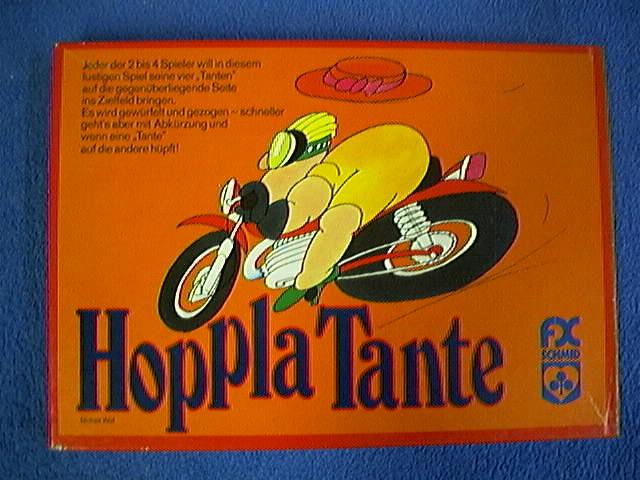 Jeder der 2 bis 4 Spieler will in diesem
lustigen Spiel seine vier „Tanten"
auf die gegenüberliegende Seite
ins Zielfeld bringen.
Es wird gewürfelt und gezogen – schneller
geht's aber mit Abkürzung und
wenn eine „Tante"
auf die andere hüpft!
Hoppla Tante
FX
SCHMID